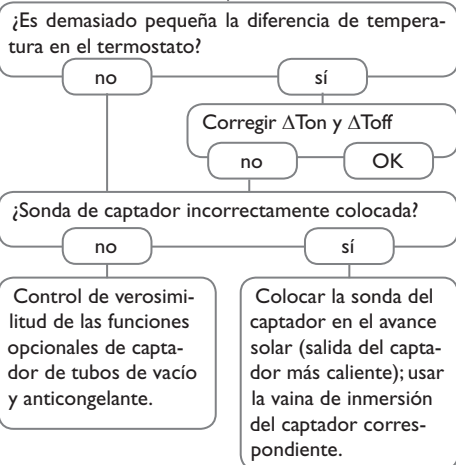 ¿Es demasiado pequeña la diferencia de tempera-
tura en el termostato?
no
sí
Corregir ΔTon y ΔToff
no
OK
¿Sonda de captador incorrectamente colocada?
no
sí
Control de verosimi-
litud de las funciones
opcionales de capta-
dor de tubos de vacío
y anticongelante.
Colocar la sonda del
captador en el avance
solar (salida del capta-
dor más caliente); usar
la vaina de inmersión
del captador corres-
pondiente.